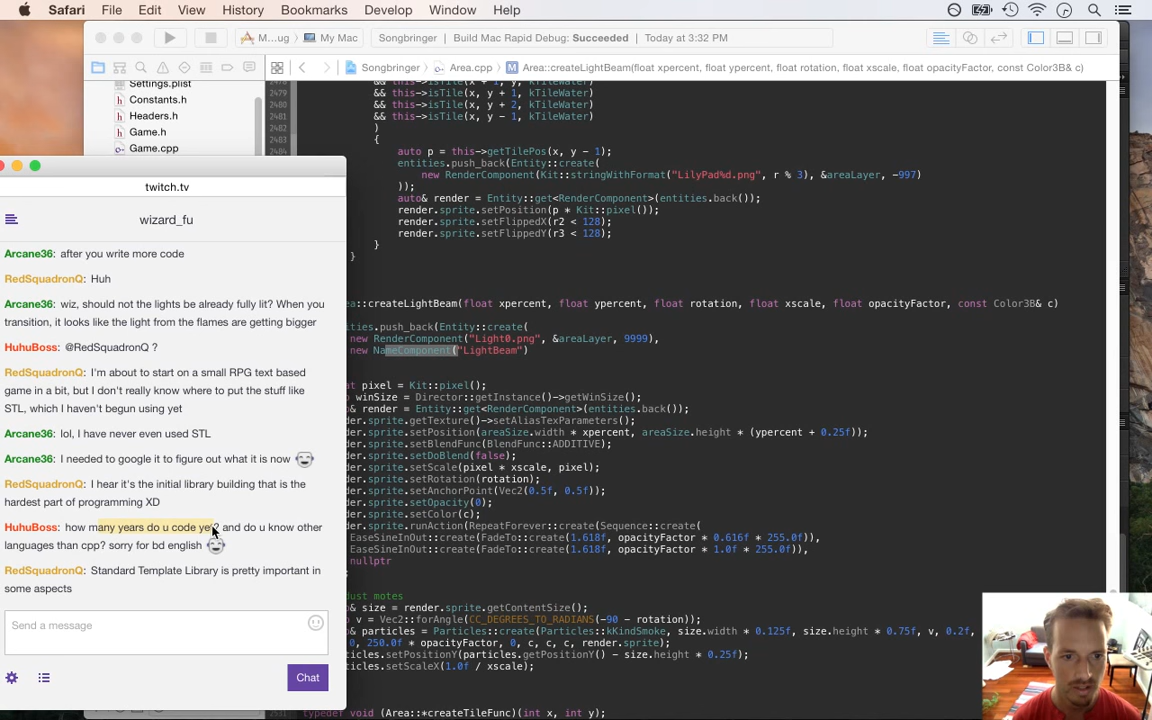 Safari File Edit View History Bookmarks Develop Window Help
M...ug My Mac
Songbringer | Build Mac Rapid Debug: Succeeded | Today at 3:32 PM
Songbringer Area.cpp Area::createLightBeam(float xpercent, float ypercent, float rotation, float xscale, float opacityFactor, const Color3B& c)
Settings.plist
Constants.h
Headers.h
Game.h
Game.cpp
2480 && this->isTile(x, y + 1, kTileWater)
&& this->isTile(x, y + 2, kTileWater)
2481 && this->isTile(x, y - 1, kTileWater)
2482 )
2483 {
auto p = this->getTilePos(x, y - 1);
entities.push_back(Entity::create(
new RenderComponent(Kit::stringWithFormat("LilyPad%d.png", r % 3), &areaLayer, -997)
));
auto& render = Entity::get<RenderComponent>(entities.back());
render.sprite.setPosition(p * Kit::pixel());
render.sprite.setFlippedX(r2 < 128);
render.sprite.setFlippedY(r3 < 128);
}
}
ea::createLightBeam(float xpercent, float ypercent, float rotation, float xscale, float opacityFactor, const Color3B& c)
ities.push_back(Entity::create(
new RenderComponent("Light0.png", &areaLayer, 9999),
new NameComponent("LightBeam")
at pixel = Kit::pixel();
o winSize = Director::getInstance()->getWinSize();
o& render = Entity::get<RenderComponent>(entities.back());
der.sprite.getTexture()->setAliasTexParameters();
der.sprite.setPosition(areaSize.width * xpercent, areaSize.height * (ypercent + 0.25f));
der.sprite.setBlendFunc(BlendFunc::ADDITIVE);
der.sprite.setDoBlend(false);
der.sprite.setScale(pixel * xscale, pixel);
der.sprite.setRotation(rotation);
der.sprite.setAnchorPoint(Vec2(0.5f, 0.5f));
der.sprite.setOpacity(0);
der.sprite.setColor(c);
der.sprite.runAction(RepeatForever::create(Sequence::create(
EaseSineInOut::create(FadeTo::create(1.618f, opacityFactor * 0.616f * 255.0f)),
EaseSineInOut::create(FadeTo::create(1.618f, opacityFactor * 1.0f * 255.0f)),
nullptr
;
dust motes
o& size = render.sprite.getContentSize();
o v = Vec2::forAngle(CC_DEGREES_TO_RADIANS(-90 - rotation));
o& particles = Particles::create(Particles::kKindSmoke, size.width * 0.125f, size.height * 0.75f, v, 0.2f,
, 250.0f * opacityFactor, 0, c, c, c, render.sprite);
ticles.setPositionY(particles.getPositionY() - size.height * 0.25f);
ticles.setScaleX(1.0f / xscale);
typedef void (Area::*createTileFunc)(int x, int y);
twitch.tv
wizard_fu
Arcane36: after you write more code
RedSquadronQ: Huh
Arcane36: wiz, should not the lights be already fully lit? When you
transition, it looks like the light from the flames are getting bigger
HuhuBoss: @RedSquadronQ ?
RedSquadronQ: I'm about to start on a small RPG text based
game in a bit, but I don't really know where to put the stuff like
STL, which I haven't begun using yet
Arcane36: lol, I have never even used STL
Arcane36: I needed to google it to figure out what it is now
RedSquadronQ: I hear it's the initial library building that is the
hardest part of programming XD
HuhuBoss: how many years do u code yet? and do u know other
languages than cpp? sorry for bd english
RedSquadronQ: Standard Template Library is pretty important in
some aspects
Send a message
Chat